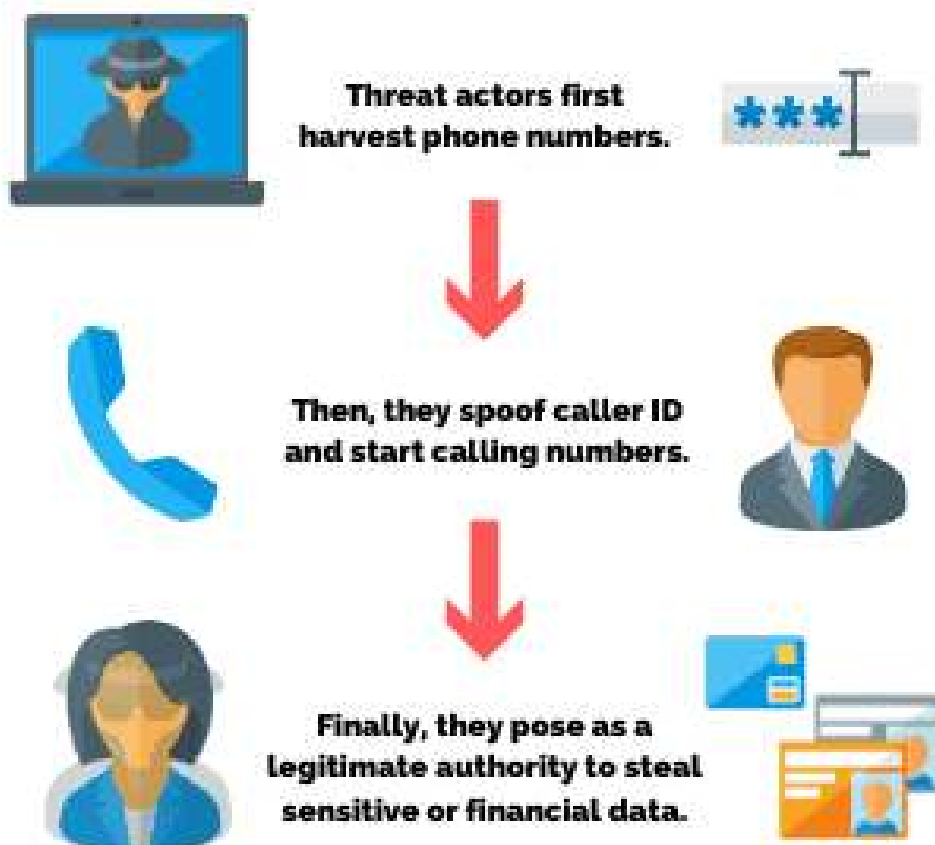 Threat actors first
harvest phone numbers.
***
Then, they spoof caller ID
and start calling numbers.
Finally, they pose as a
legitimate authority to steal
sensitive or financial data.